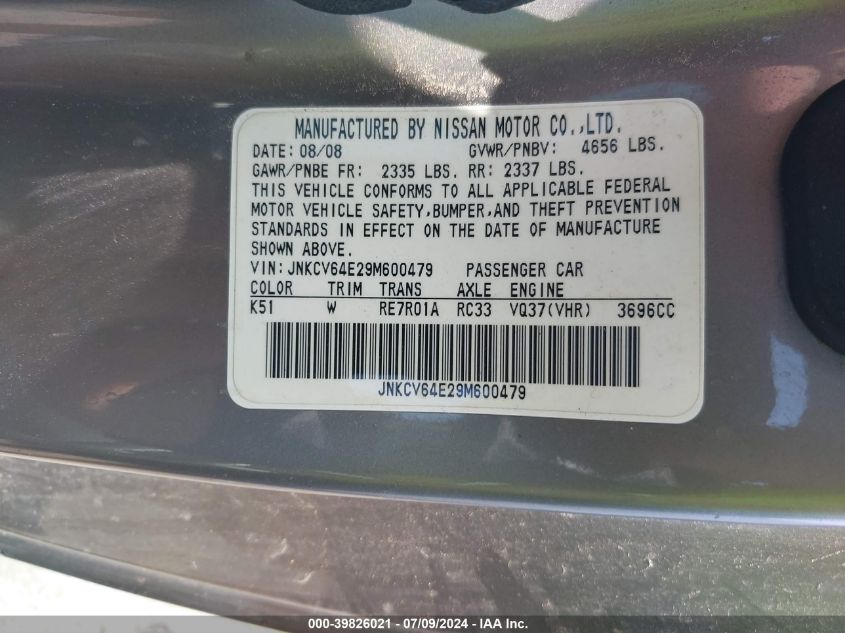 MANUFACTURED BY NISSAN MOTOR CO.,LTD.
DATE: 08/08 GVWR/PNBV: 4656 LBS.
GAWR/PNBE FR: 2335 LBS. RR: 2337 LBS.
THIS VEHICLE CONFORMS TO ALL APPLICABLE FEDERAL
MOTOR VEHICLE SAFETY,BUMPER,AND THEFT PREVENTION
STANDARDS IN EFFECT ON THE DATE OF MANUFACTURE
SHOWN ABOVE.
VIN:JNKCV64E29M600479 PASSENGER CAR
COLOR TRIM TRANS AXLE ENGINE
K51 W RE7R01A RC33 VQ37(VHR) 3696CC
JNKCV64E29M600479
000-39826021 / 07/09/2024 - IAA Inc. - Copart.com